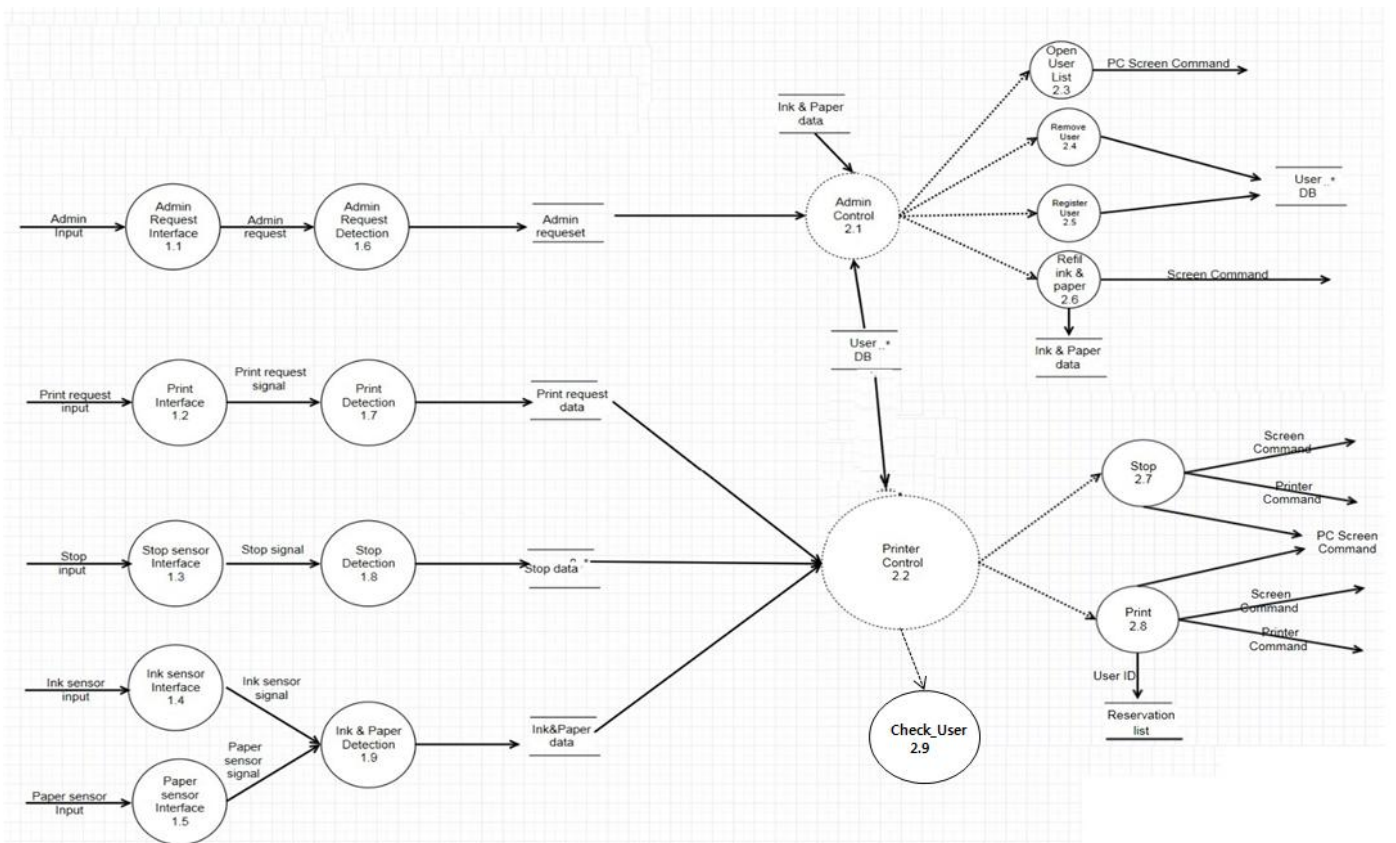 Open
User
List
2.3
PC Screen Command
Ink & Paper
data
Remove
User
2.4
User
DB
Admin
Input
Admin
Request
Interface
1.1
Admin
request
Admin
Request
Detection
1.6
Admin
requeset
Admin
Control
2.1
Register
User
2.5
Refil
ink &
paper
2.6
Screen Command
User
DB
Ink & Paper
data
Print request
input
Print
Interface
1.2
Print request
signal
Print
Detection
1.7
Print request
data
Stop
input
Stop sensor
Interface
1.3
Stop signal
Stop
Detection
1.8
Stop data
Printer
Control
2.2
Stop
2.7
Screen
Command
Printer
Command
PC Screen
Command
Print
2.8
Screen
Command
Printer
Command
User ID
Reservation
list
Ink sensor
input
Ink sensor
Interface
1.4
Ink sensor
signal
Ink & Paper
Detection
1.9
Ink&Paper
data
Check_User
2.9
Paper sensor
Input
Paper
sensor
Interface
1.5
Paper
sensor
signal